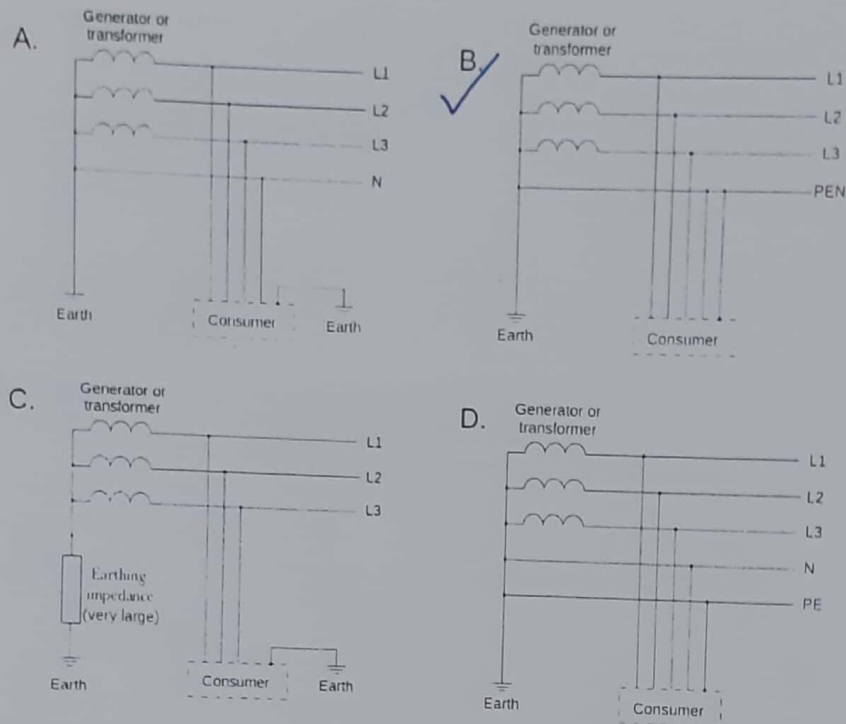 A.
Generator or
transformer
L1
L2
L3
N
Earth
Consumer
Earth
B.
Generator or
transformer
L1
L2
L3
PEN
Earth
Consumer
C.
Generator or
transformer
L1
L2
L3
Earthing
impedance
(very large)
Earth
Consumer
Earth
D.
Generator or
transformer
L1
L2
L3
N
PE
Earth
Consumer